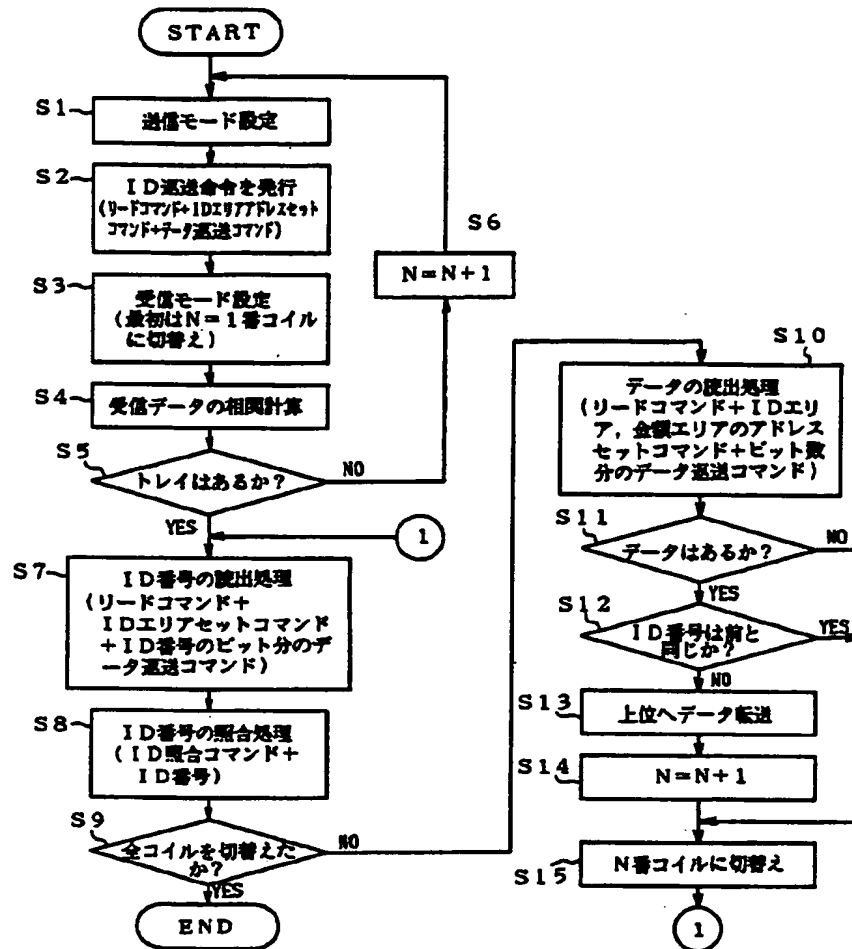 START
S1
送信モード設定
S2
ID返送命令を発行
(リードコマンド+IDエリアアドレスセット
コマンド+データ返送コマンド)
S6
N=N+1
S3
受信モード設定
(最初はN=1番コイル
に切替え)
S4
受信データの相関計算
S5
トレイはあるか?
NO
YES
1
S7
ID番号の読出処理
(リードコマンド+
IDエリアセットコマンド
+ID番号のビット分のデ
ータ返送コマンド)
S8
ID番号の照合処理
(ID照合コマンド+
ID番号)
S9
全コイルを切替えた
か?
NO
YES
END
S10
データの読出処理
(リードコマンド+IDエリ
ア,金額エリアのアドレス
セットコマンド+ビット数
分のデータ返送コマンド)
S11
データはあるか?
NO
YES
S12
ID番号は前と
同じか?
YES
NO
S13
上位へデータ転送
S14
N=N+1
S15
N番コイルに切替え
1